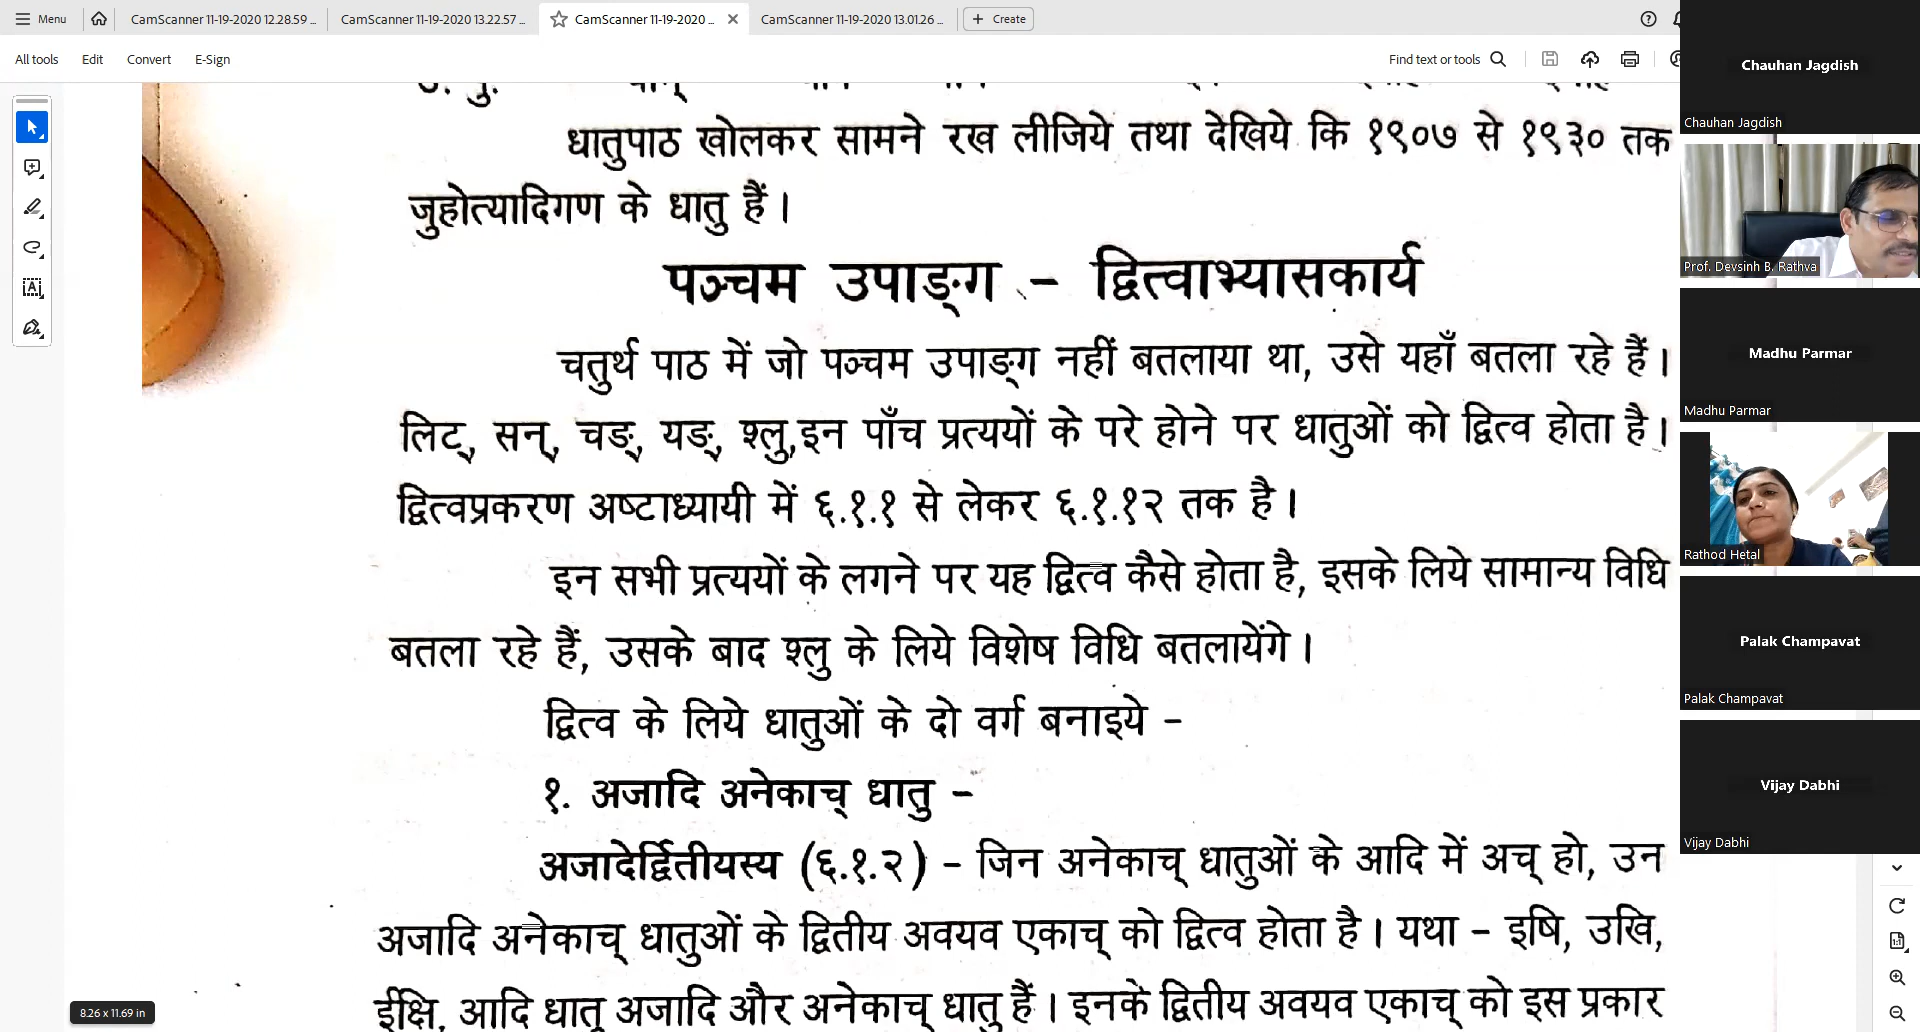 Menu
CamScanner 11-19-2020 12.28.59 ...
CamScanner 11-19-2020 13.22.57 ...
CamScanner 11-19-2020 ...
CamScanner 11-19-2020 13.01.26 ...
Create
All tools
Edit
Convert
E-Sign
Find text or tools
धातुपाठ खोलकर सामने रख लीजिये तथा देखिये कि १९०७ से १९३० तक
जुहोत्यादिगण के धातु हैं।
पञ्चम उपाङ्ग - द्वित्वाभ्यासकार्य
चतुर्थ पाठ में जो पञ्चम उपाङ्ग नहीं बतलाया था, उसे यहाँ बतला रहे हैं।
लिट्, सन्, चङ्, यङ्, श्लु,इन पाँच प्रत्ययों के परे होने पर धातुओं को द्वित्व होता है।
द्वित्वप्रकरण अष्टाध्यायी में ६.१.१ से लेकर ६.१.१२ तक है।
इन सभी प्रत्ययों के लगने पर यह द्वित्व कैसे होता है, इसके लिये सामान्य विधि
बतला रहे हैं, उसके बाद श्लु के लिये विशेष विधि बतलायेंगे।
द्वित्व के लिये धातुओं के दो वर्ग बनाइये -
१. अजादि अनेकाच् धातु -
अजादेर्द्वितीयस्य (६.१.२) - जिन अनेकाच् धातुओं के आदि में अच् हो, उन
अजादि अनेकाच् धातुओं के द्वितीय अवयव एकाच् को द्वित्व होता है। यथा - इषि, उखि,
ईक्षि, आदि धातु अजादि और अनेकाच् धातु हैं। इनके द्वितीय अवयव एकाच् को इस प्रकार
8.26 x 11.69 in
Chauhan Jagdish
Chauhan Jagdish
Prof. Devsinh B. Rathva
Madhu Parmar
Madhu Parmar
Rathod Hetal
Palak Champavat
Palak Champavat
Vijay Dabhi
Vijay Dabhi